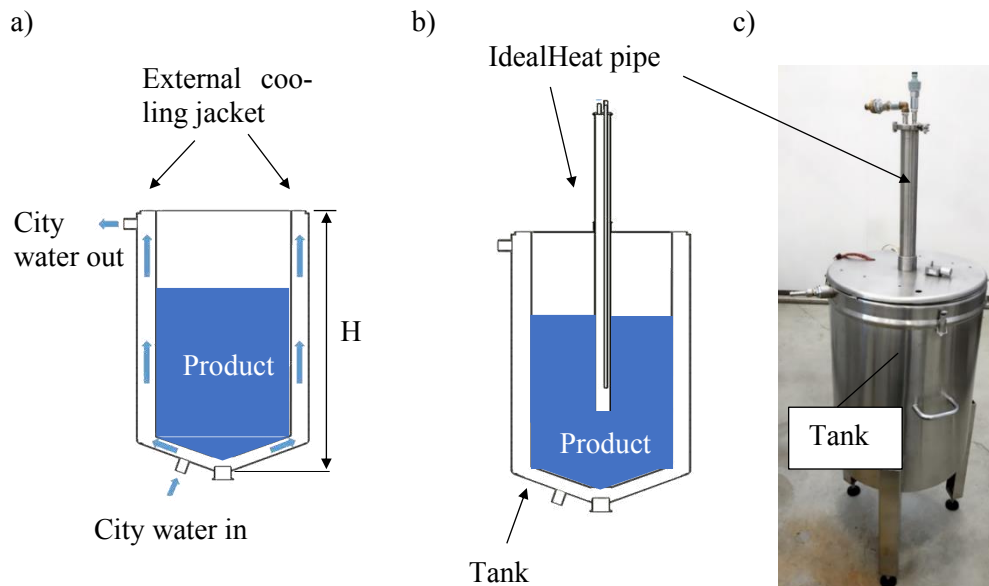 a)
b)
c)
External coo-
ling jacket
IdealHeat pipe
City
water out
H
Product
Product
Tank
City water in
Tank